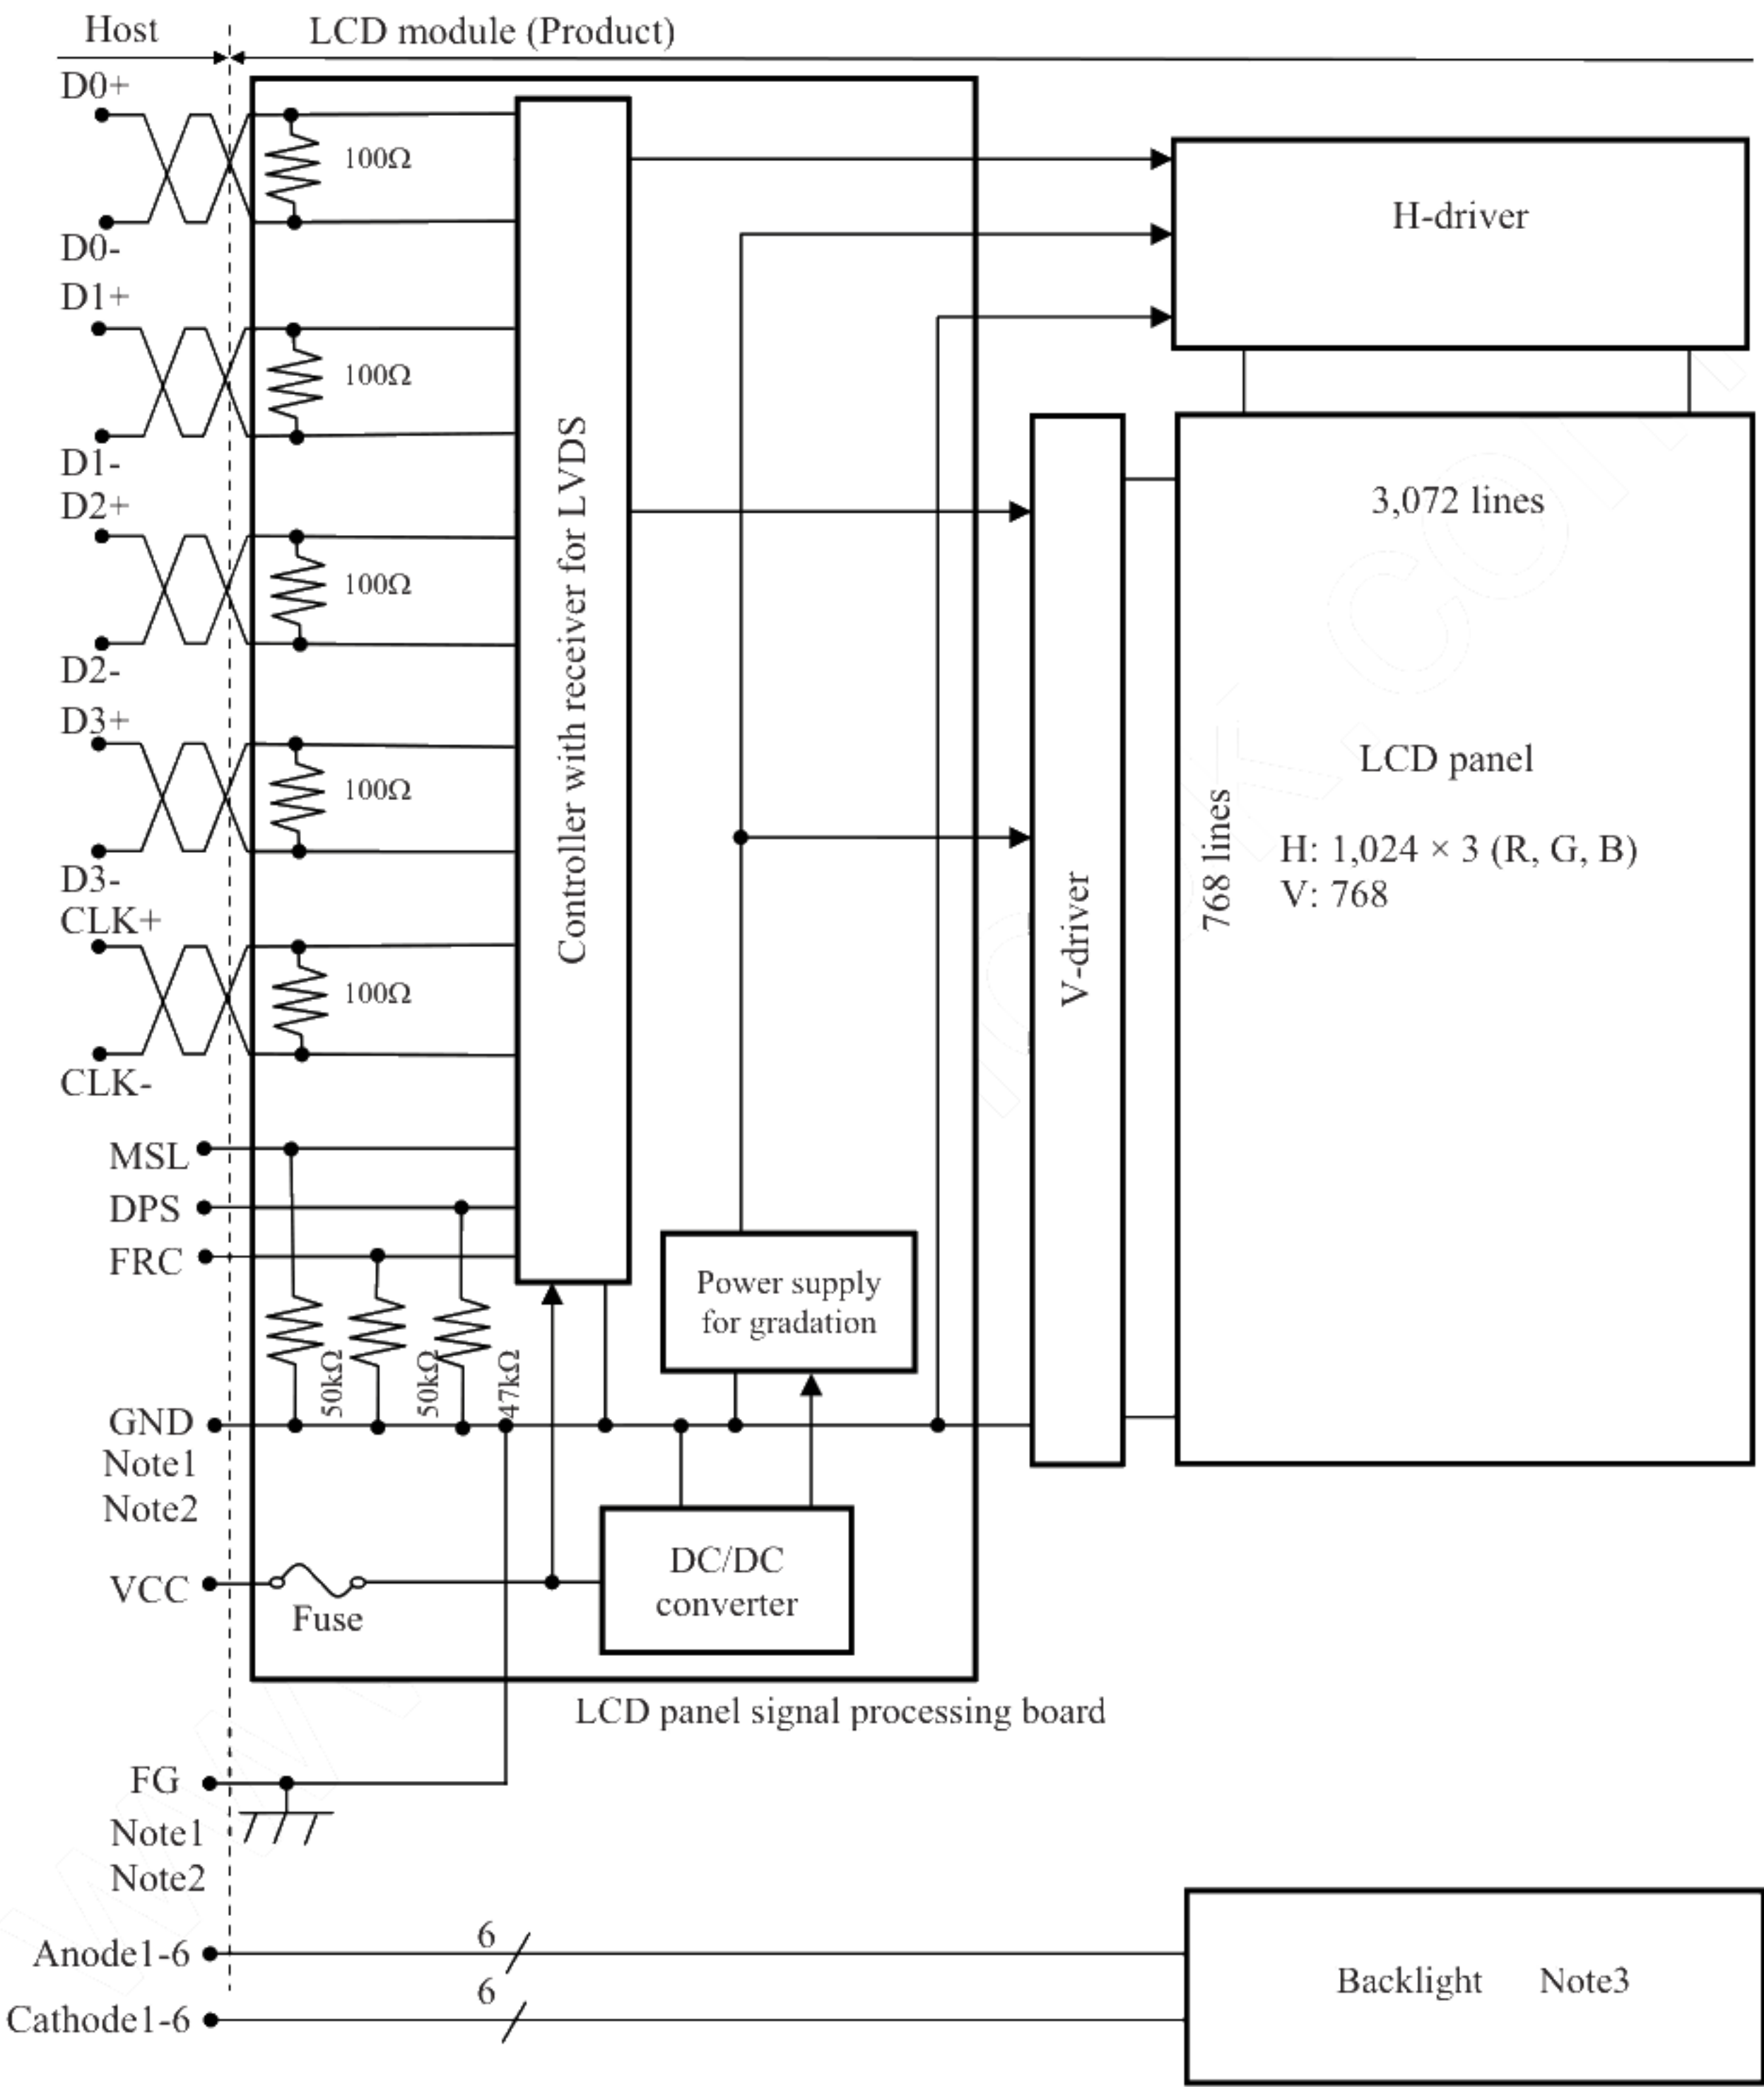 Host
LCD module (Product)
D0+
100Ω
D0-
D1+
100Ω
D1-
D2+
100Ω
D2-
D3+
100Ω
D3-
CLK+
100Ω
CLK-
MSL
DPS
FRC
50kΩ
50kΩ
47kΩ
GND
Note1
Note2
VCC
Fuse
Controller with receiver for LVDS
Power supply
for gradation
DC/DC
converter
LCD panel signal processing board
H-driver
V-driver
3,072 lines
768 lines
LCD panel
H: 1,024 × 3 (R, G, B)
V: 768
FG
Note1
Note2
Anode1-6
6
Cathode1-6
6
Backlight Note3